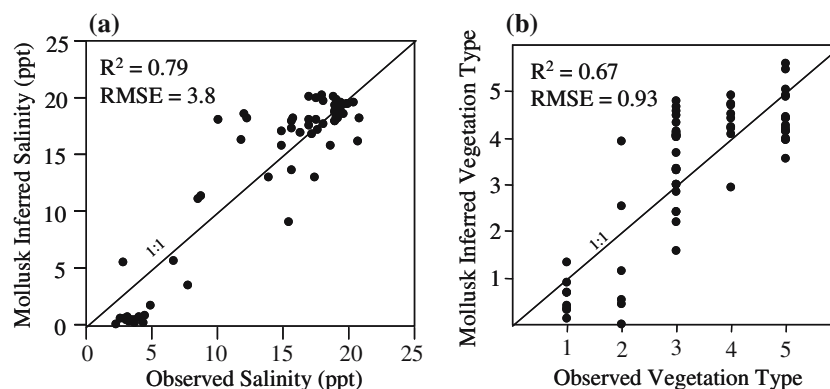 (a)
R² = 0.79
RMSE = 3.8
Mollusk Inferred Salinity (ppt)
25
20
15
10
5
0
1:1
0 5 10 15 20 25
Observed Salinity (ppt)
(b)
R² = 0.67
RMSE = 0.93
Mollusk Inferred Vegetation Type
5
4
3
2
1
1:1
1 2 3 4 5
Observed Vegetation Type